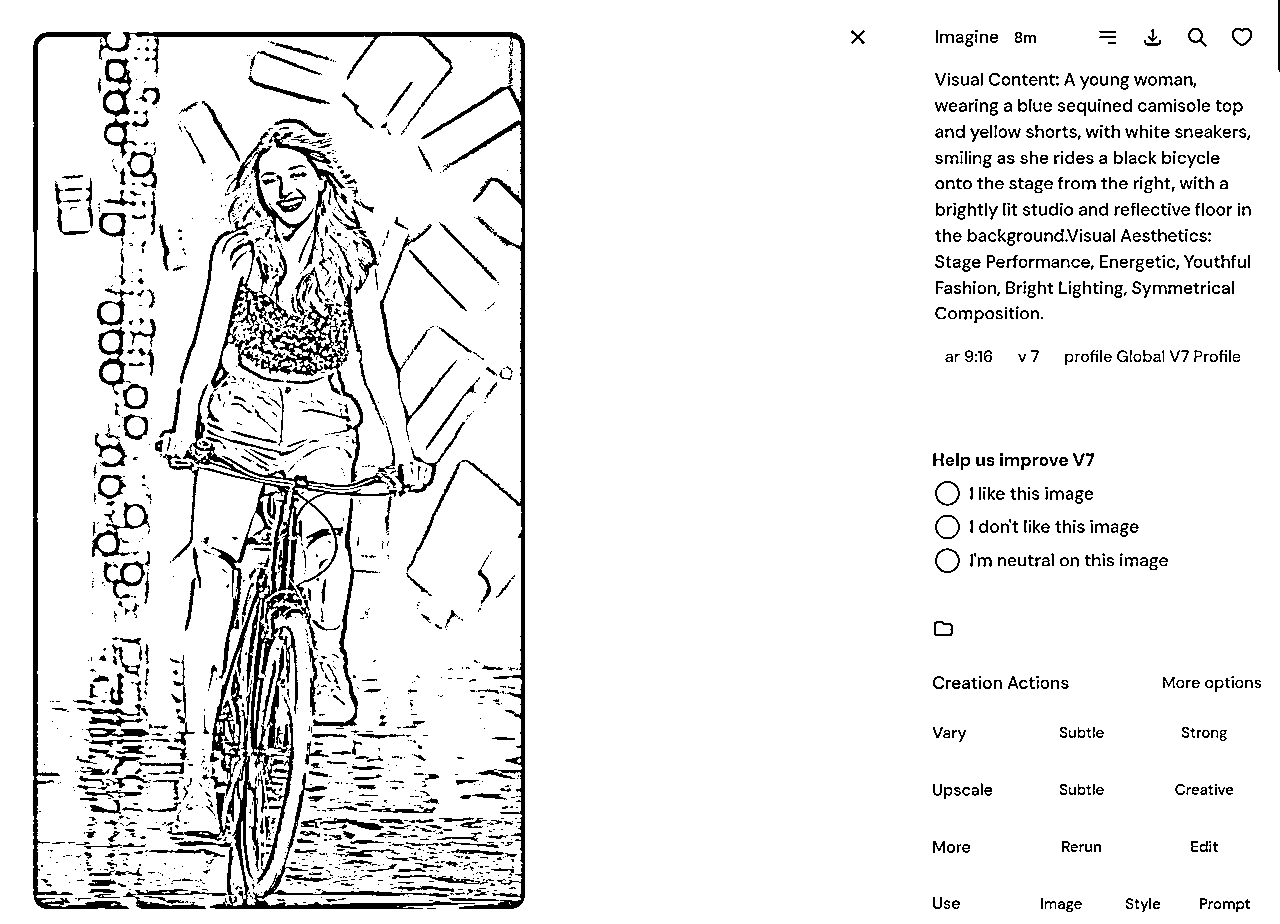 Imagine 8m
Visual Content: A young woman,
wearing a blue sequined camisole top
and yellow shorts, with white sneakers,
smiling as she rides a black bicycle
onto the stage from the right, with a
brightly lit studio and reflective floor in
the background.Visual Aesthetics:
Stage Performance, Energetic, Youthful
Fashion, Bright Lighting, Symmetrical
Composition.
ar 9:16 v 7 profile Global V7 Profile
Help us improve V7
I like this image
I don't like this image
I'm neutral on this image
Creation Actions More options
Vary Subtle Strong
Upscale Subtle Creative
More Rerun Edit
Use Image Style Prompt